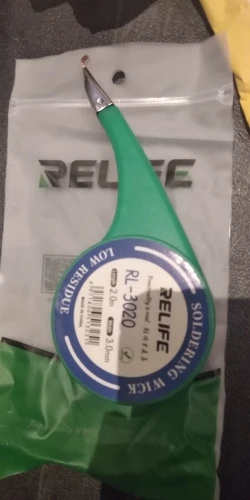 RELIFE
LOW RESIDUE
SOLDERING WICK
RELIFE
RL-3020
2.0m
3.0mm